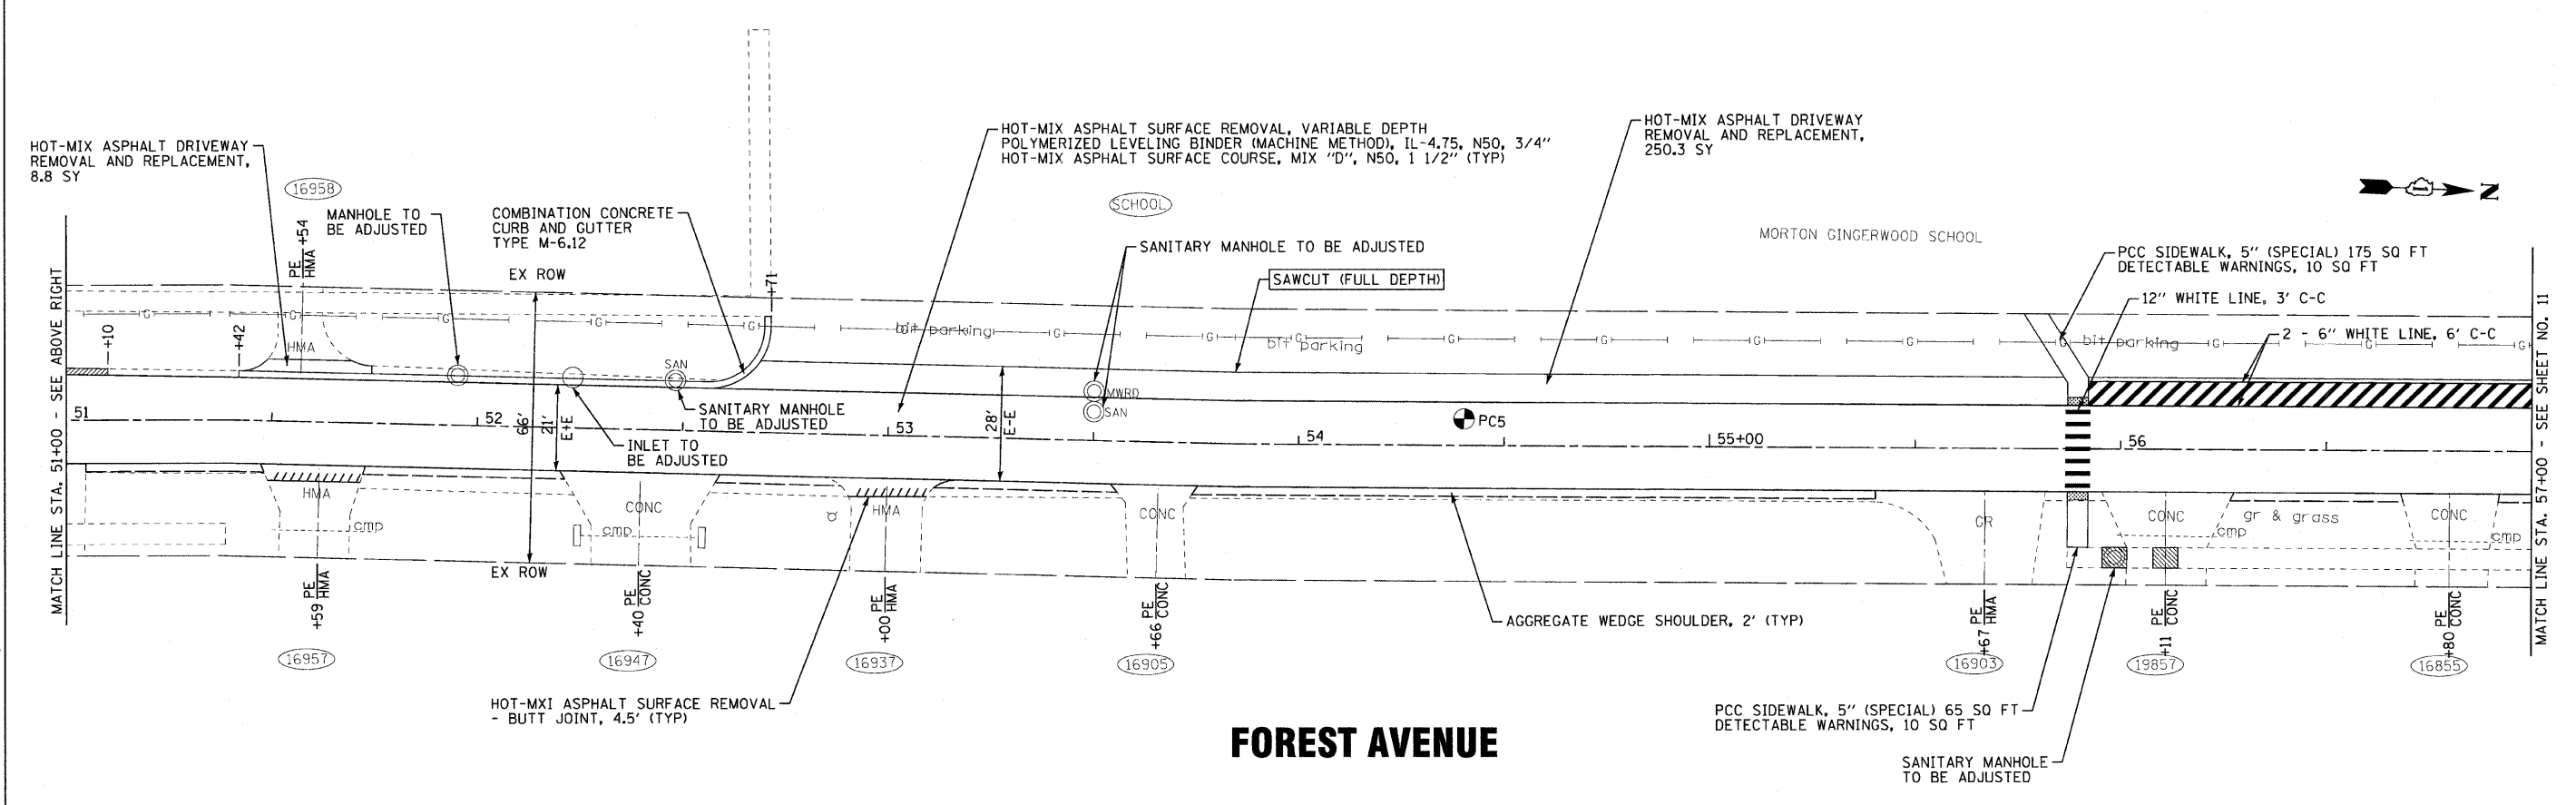 HOT-MIX ASPHALT DRIVEWAY
REMOVAL AND REPLACEMENT,
8.8 SY
16958
+54
PE
HMA
MANHOLE TO
BE ADJUSTED
COMBINATION CONCRETE
CURB AND GUTTER
TYPE M-6.12
EX ROW
HOT-MIX ASPHALT SURFACE REMOVAL, VARIABLE DEPTH
POLYMERIZED LEVELING BINDER (MACHINE METHOD), IL-4.75, N50, 3/4"
HOT-MIX ASPHALT SURFACE COURSE, MIX "D", N50, 1 1/2" (TYP)
SCHOOL
SANITARY MANHOLE TO BE ADJUSTED
SAWCUT (FULL DEPTH)
HOT-MIX ASPHALT DRIVEWAY
REMOVAL AND REPLACEMENT,
250.3 SY
MORTON GINGERWOOD SCHOOL
N
PCC SIDEWALK, 5" (SPECIAL) 175 SQ FT
DETECTABLE WARNINGS, 10 SQ FT
12" WHITE LINE, 3' C-C
2 - 6" WHITE LINE, 6' C-C
MATCH LINE STA. 51+00 - SEE ABOVE RIGHT
MATCH LINE STA. 57+00 - SEE SHEET NO. 11
+10
+42
+71
G G G G G G G G G G G G G G G G
HMA
bit parking
bit parking
bit parking
SAN
MWRD
SAN
51
52
53
54
55+00
56
66'
21'
E+E
28'
E-E
PC5
SANITARY MANHOLE
TO BE ADJUSTED
INLET TO
BE ADJUSTED
HMA
cmp
CONC
cmp
HMA
CONC
GR
CONC
cmp
gr & grass
CONC
cmp
EX ROW
+59 PE
HMA
+40 PE
CONC
+00 PE
HMA
+66 PE
CONC
+67 PE
HMA
+11 PE
CONC
+80 PE
CONC
AGGREGATE WEDGE SHOULDER, 2' (TYP)
16957
16947
16937
16905
16903
19857
16855
HOT-MXI ASPHALT SURFACE REMOVAL
- BUTT JOINT, 4.5' (TYP)
PCC SIDEWALK, 5" (SPECIAL) 65 SQ FT
DETECTABLE WARNINGS, 10 SQ FT
SANITARY MANHOLE
TO BE ADJUSTED
FOREST AVENUE